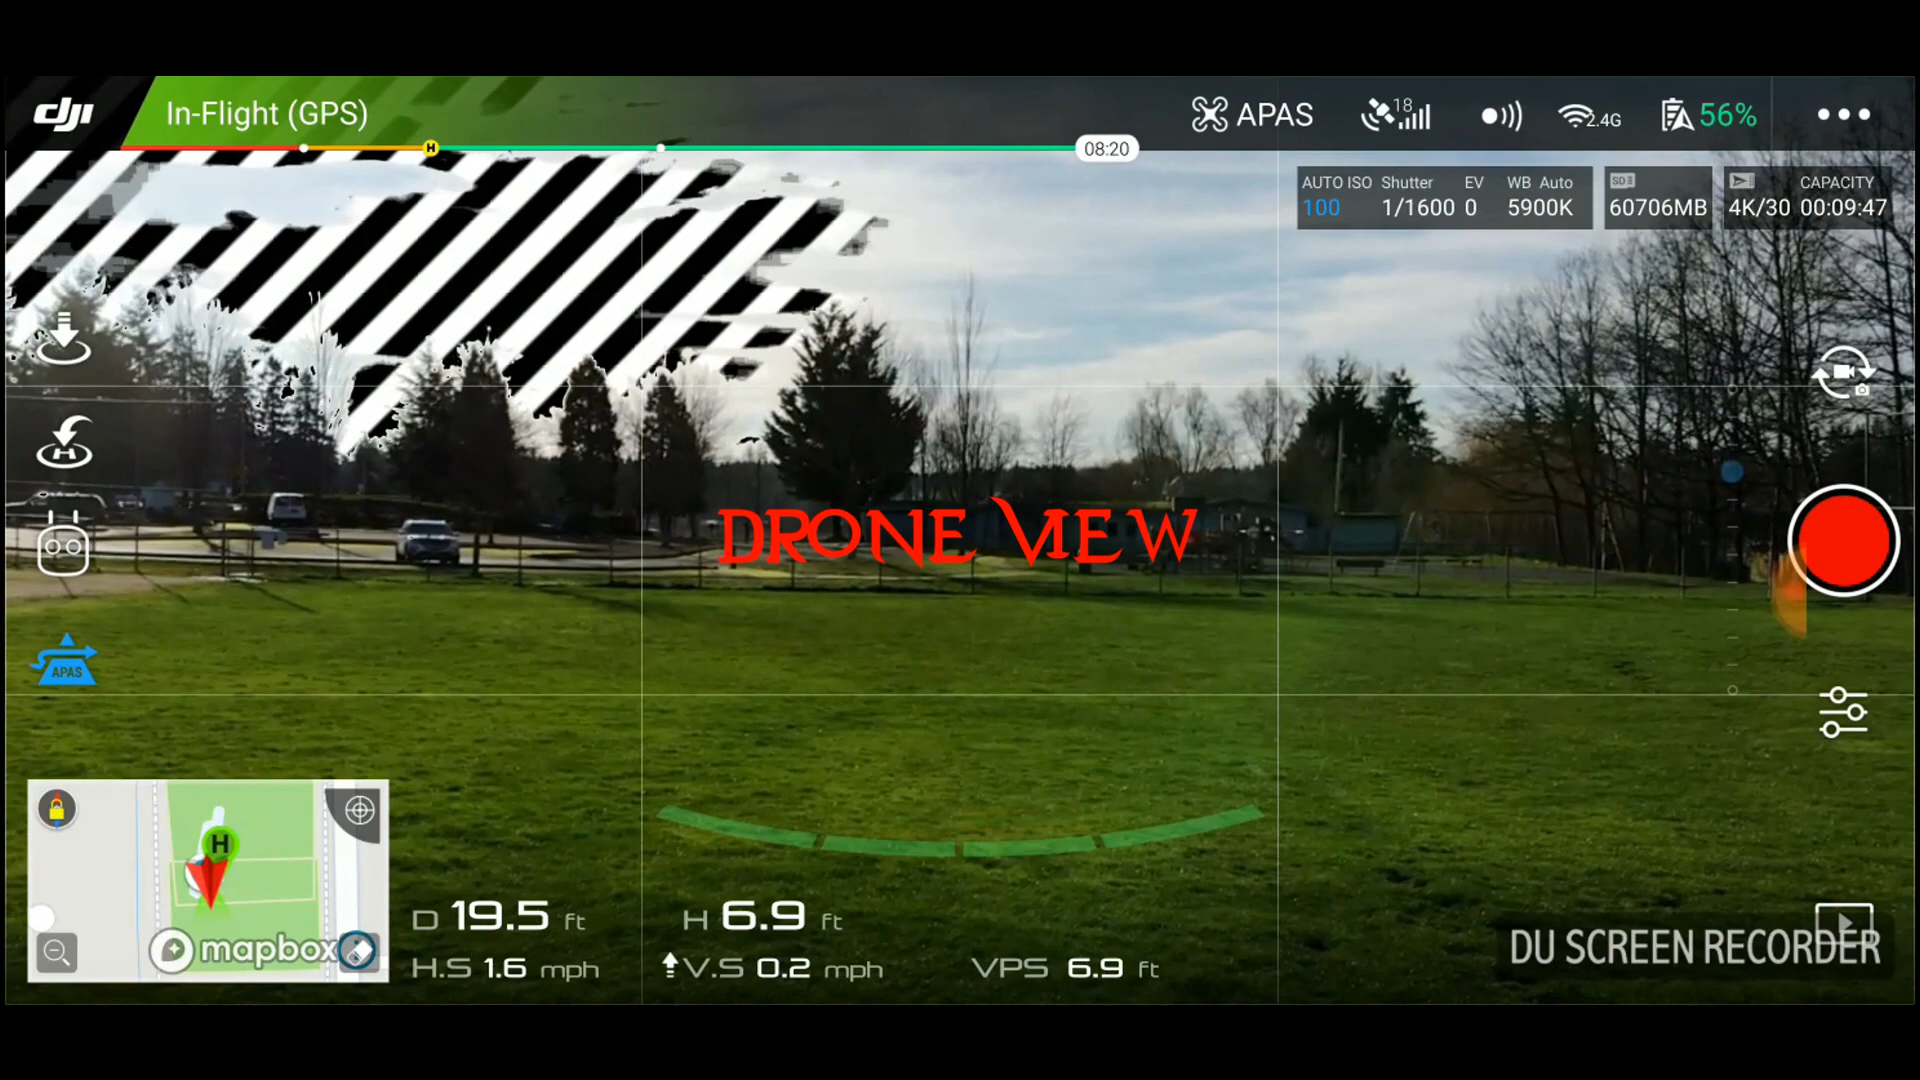 dji In-Flight (GPS) APAS 18 2.4G 56%
H 08:20
AUTO ISO Shutter EV WB Auto SD CAPACITY
100 1/1600 0 5900K 60706MB 4K/30 00:09:47
H
DRONE VIEW
APAS
H
mapbox
D 19.5 ft H 6.9 ft
H.S 1.6 mph V.S 0.2 mph VPS 6.9 ft
DU SCREEN RECORDER